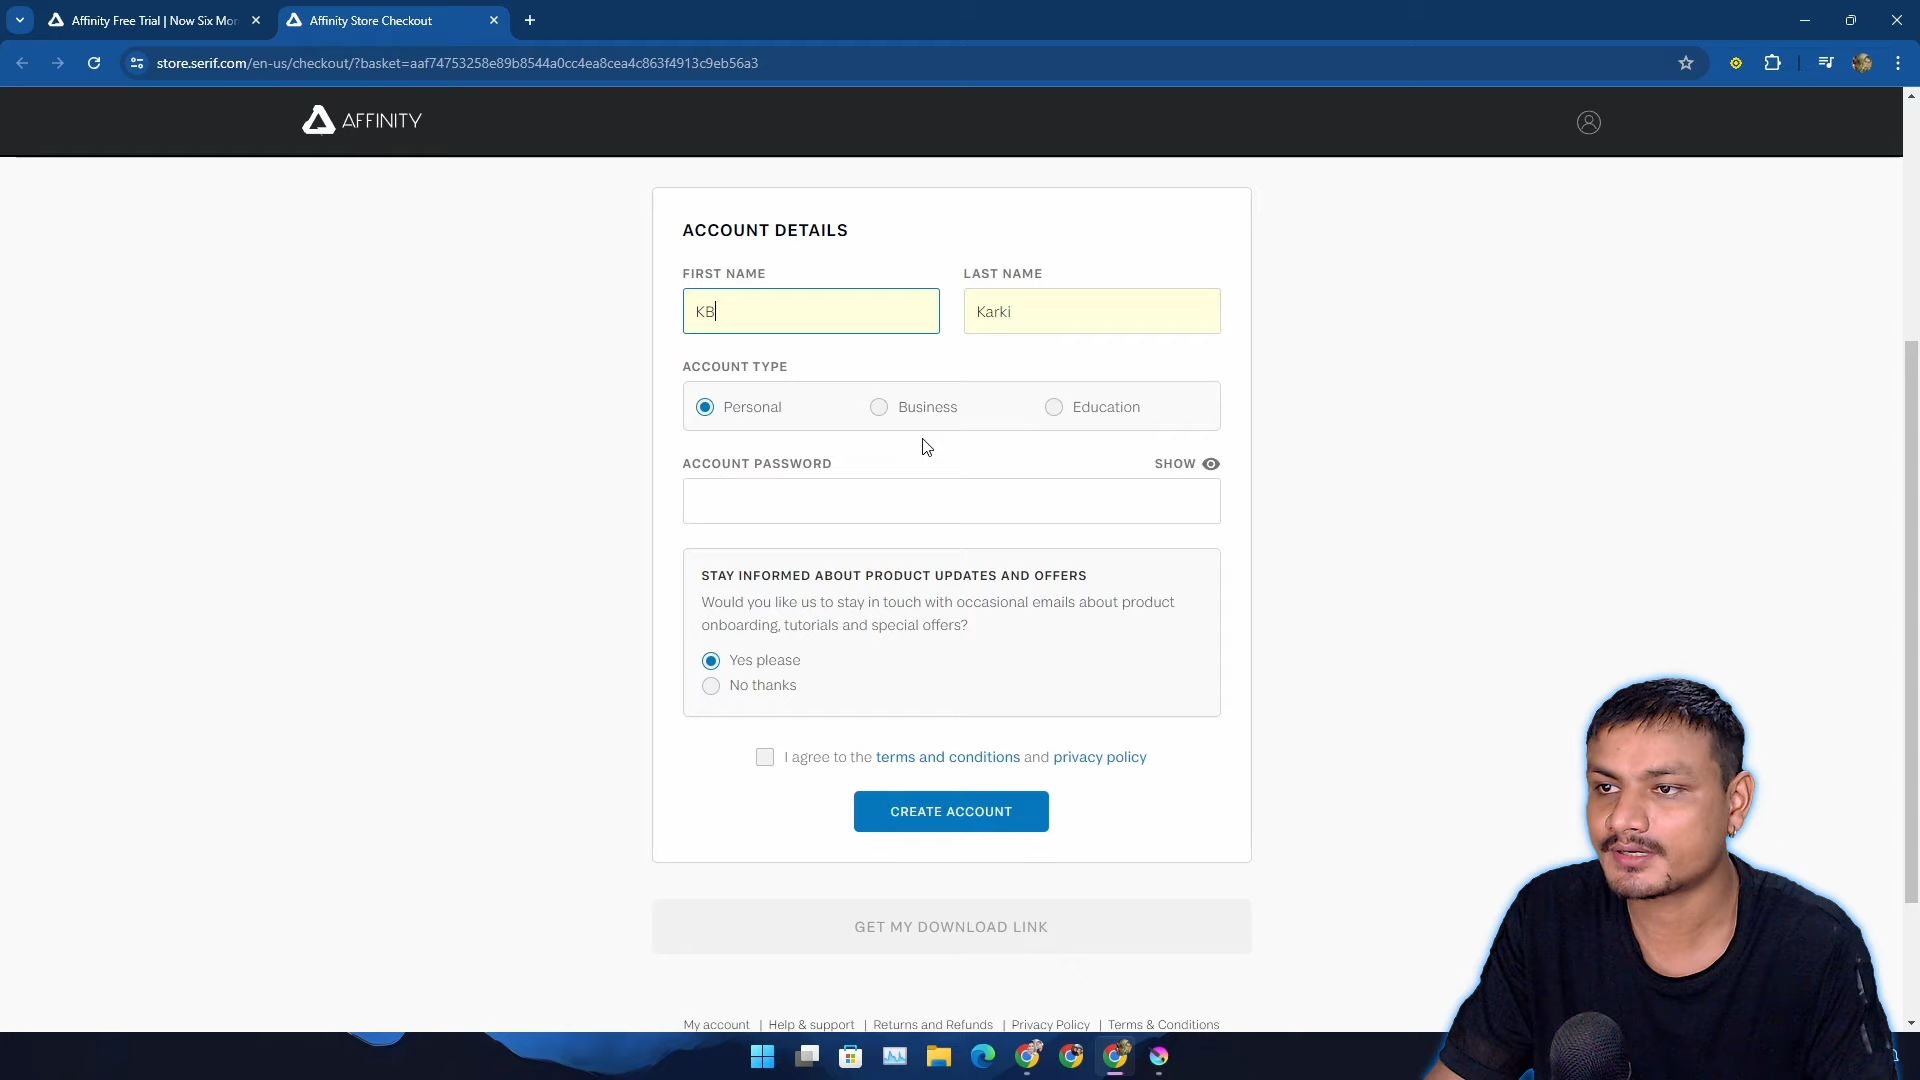 Affinity Free Trial | Now Six Mon
Affinity Store Checkout
store.serif.com/en-us/checkout/?basket=aaf74753258e89b8544a0cc4ea8cea4c863f4913c9eb56a3
AFFINITY
ACCOUNT DETAILS
FIRST NAME
LAST NAME
KB
Karki
ACCOUNT TYPE
Personal
Business
Education
ACCOUNT PASSWORD
SHOW
STAY INFORMED ABOUT PRODUCT UPDATES AND OFFERS
Would you like us to stay in touch with occasional emails about product
onboarding, tutorials and special offers?
Yes please
No thanks
I agree to the terms and conditions and privacy policy
CREATE ACCOUNT
GET MY DOWNLOAD LINK
My account | Help & support | Returns and Refunds | Privacy Policy | Terms & Conditions